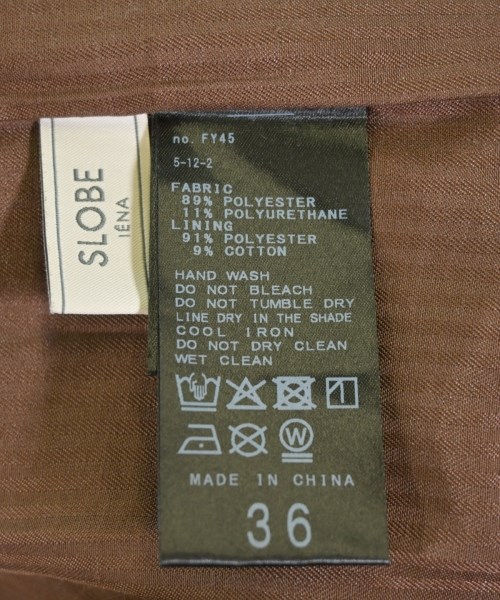 SLOBE
IÉNA
no. FY45
5-12-2
FABRIC
89% POLYESTER
11% POLYURETHANE
LINING
91% POLYESTER
9% COTTON
HAND WASH
DO NOT BLEACH
DO NOT TUMBLE DRY
LINE DRY IN THE SHADE
COOL IRON
DO NOT DRY CLEAN
WET CLEAN
W
MADE IN CHINA
36